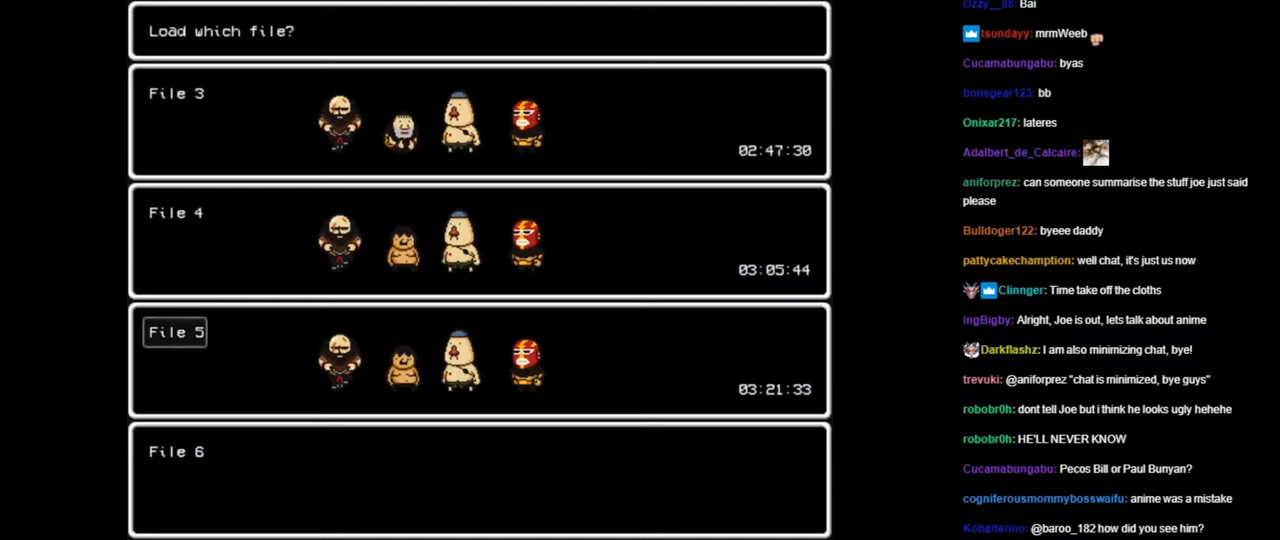 Load which file?
File 3
02:47:30
File 4
03:05:44
File 5
03:21:33
File 6
Ozzy__88: Bai
tsundayy: mrmWeeb
Cucamabungabu: byas
bonegear123: bb
Onixar217: lateres
Adalbert_de_Calcaire:
aniforprez: can someone summarise the stuff joe just said
please
Bulldoger122: byeee daddy
pattycakechamption: well chat, it's just us now
Clinnger: Time take off the cloths
IngBigby: Alright, Joe is out, lets talk about anime
Darkflashz: I am also minimizing chat, bye!
trevuki: @aniforprez "chat is minimized, bye guys"
robobr0h: dont tell Joe but i think he looks ugly hehehe
robobr0h: HE'LL NEVER KNOW
Cucamabungabu: Pecos Bill or Paul Bunyan?
cogniferousmommybosswaifu: anime was a mistake
Kobalterino: @baroo_182 how did you see him?